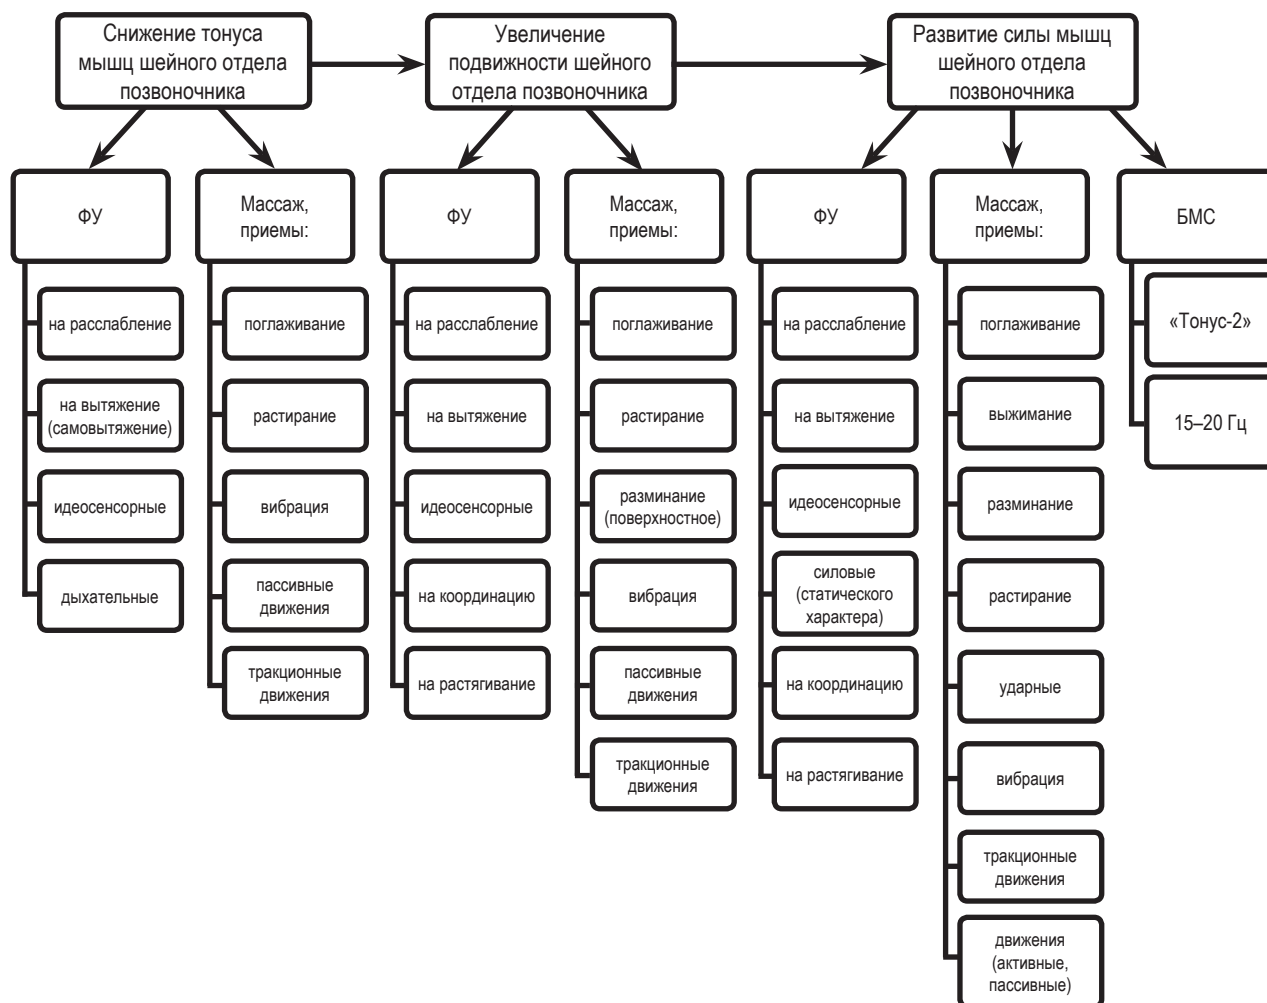 Снижение тонуса
мышц шейного отдела
позвоночника
Увеличение
подвижности шейного
отдела позвоночника
Развитие силы мышц
шейного отдела
позвоночника
ФУ
Массаж,
приемы:
ФУ
Массаж,
приемы:
ФУ
Массаж,
приемы:
БМС
на расслабление
на вытяжение
(самовытяжение)
идеосенсорные
дыхательные
поглаживание
растирание
вибрация
пассивные
движения
тракционные
движения
на расслабление
на вытяжение
идеосенсорные
на координацию
на растягивание
поглаживание
растирание
разминание
(поверхностное)
вибрация
пассивные
движения
тракционные
движения
на расслабление
на вытяжение
идеосенсорные
силовые
(статического
характера)
на координацию
на растягивание
поглаживание
выжимание
разминание
растирание
ударные
вибрация
тракционные
движения
движения
(активные,
пассивные)
«Тонус-2»
15–20 Гц